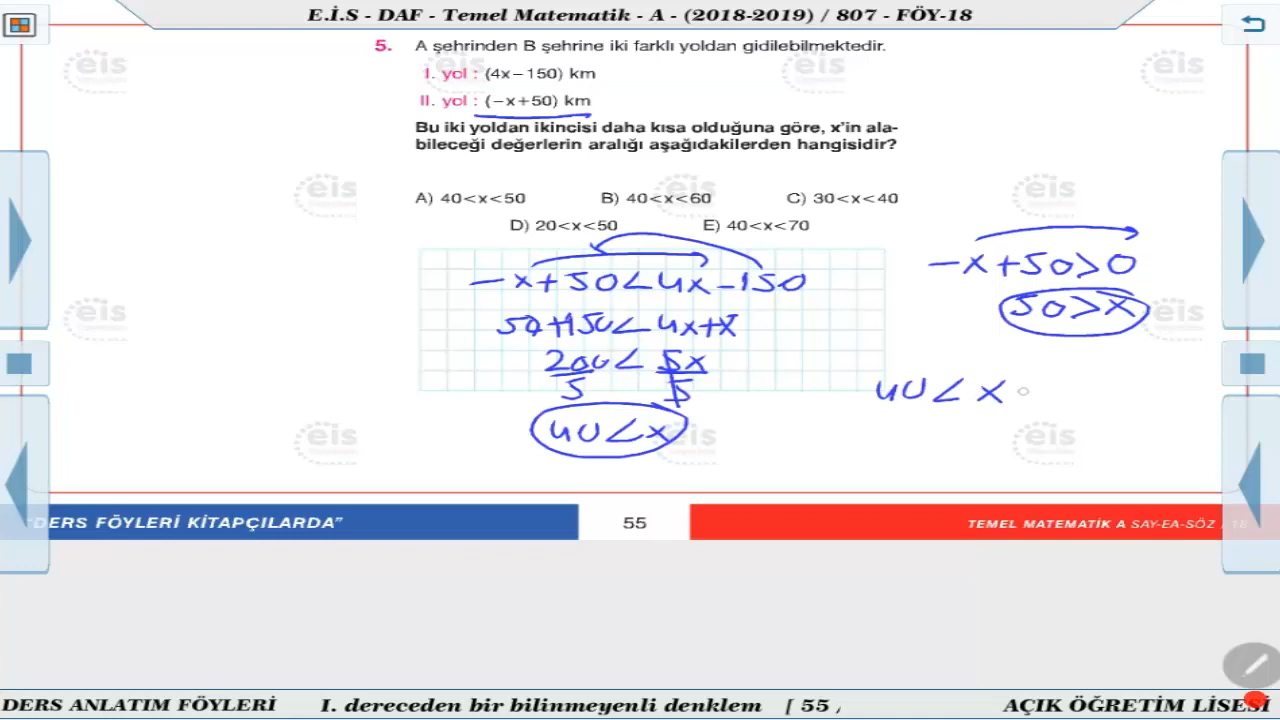 E.İ.S - DAF - Temel Matematik - A - (2018-2019) / 807 - FÖY-18
5. A şehrinden B şehrine iki farklı yoldan gidilebilmektedir.
I. yol : (4x−150) km
II. yol : (−x+50) km
Bu iki yoldan ikincisi daha kısa olduğuna göre, x'in ala-
bileceği değerlerin aralığı aşağıdakilerden hangisidir?
A) 40<x<50 B) 40<x<60 C) 30<x<40
D) 20<x<50 E) 40<x<70
−x+50<4x−150
50+150<4x+x
200<5x
5 5
40<x
−x+50>0
50>x
40<x
eis
"DERS FÖYLERİ KİTAPÇILARDA"
55
TEMEL MATEMATİK A SAY-EA-SÖZ / 18
DERS ANLATIM FÖYLERİ I. dereceden bir bilinmeyenli denklem [ 55 / AÇIK ÖĞRETİM LİSESİ